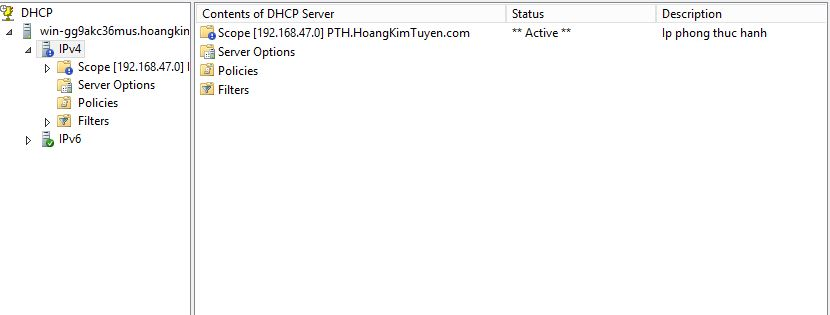 DHCP
win-gg9akc36mus.hoangkim
IPv4
Scope [192.168.47.0]
Server Options
Policies
Filters
IPv6
Contents of DHCP Server Status Description
Scope [192.168.47.0] PTH.HoangKimTuyen.com ** Active ** Ip phong thuc hanh
Server Options
Policies
Filters